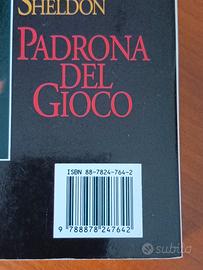 SHELDON
PADRONA
DEL
GIOCO
ISBN 88-7824-764-2
9 788878 247642
subito